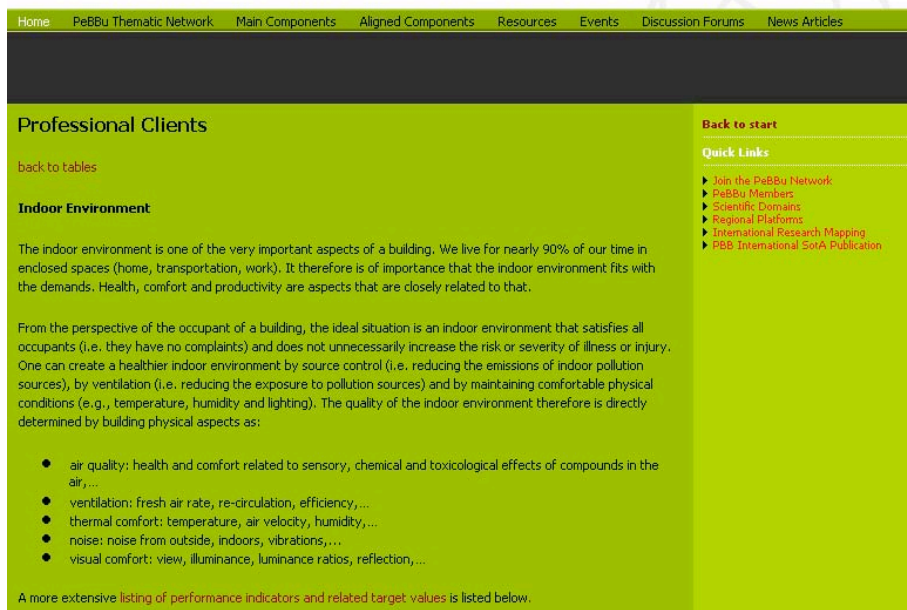 Home PeBBu Thematic Network Main Components Aligned Components Resources Events Discussion Forums News Articles
Professional Clients
back to tables
Indoor Environment
The indoor environment is one of the very important aspects of a building. We live for nearly 90% of our time in
enclosed spaces (home, transportation, work). It therefore is of importance that the indoor environment fits with
the demands. Health, comfort and productivity are aspects that are closely related to that.
From the perspective of the occupant of a building, the ideal situation is an indoor environment that satisfies all
occupants (i.e. they have no complaints) and does not unnecessarily increase the risk or severity of illness or injury.
One can create a healthier indoor environment by source control (i.e. reducing the emissions of indoor pollution
sources), by ventilation (i.e. reducing the exposure to pollution sources) and by maintaining comfortable physical
conditions (e.g., temperature, humidity and lighting). The quality of the indoor environment therefore is directly
determined by building physical aspects as:
• air quality: health and comfort related to sensory, chemical and toxicological effects of compounds in the
air,...
• ventilation: fresh air rate, re-circulation, efficiency,...
• thermal comfort: temperature, air velocity, humidity,...
• noise: noise from outside, indoors, vibrations,...
• visual comfort: view, illuminance, luminance ratios, reflection,...
A more extensive listing of performance indicators and related target values is listed below.
Back to start
Quick Links
Join the PeBBu Network
PeBBu Members
Scientific Domains
Regional Platforms
International Research Mapping
PBB International SotA Publication